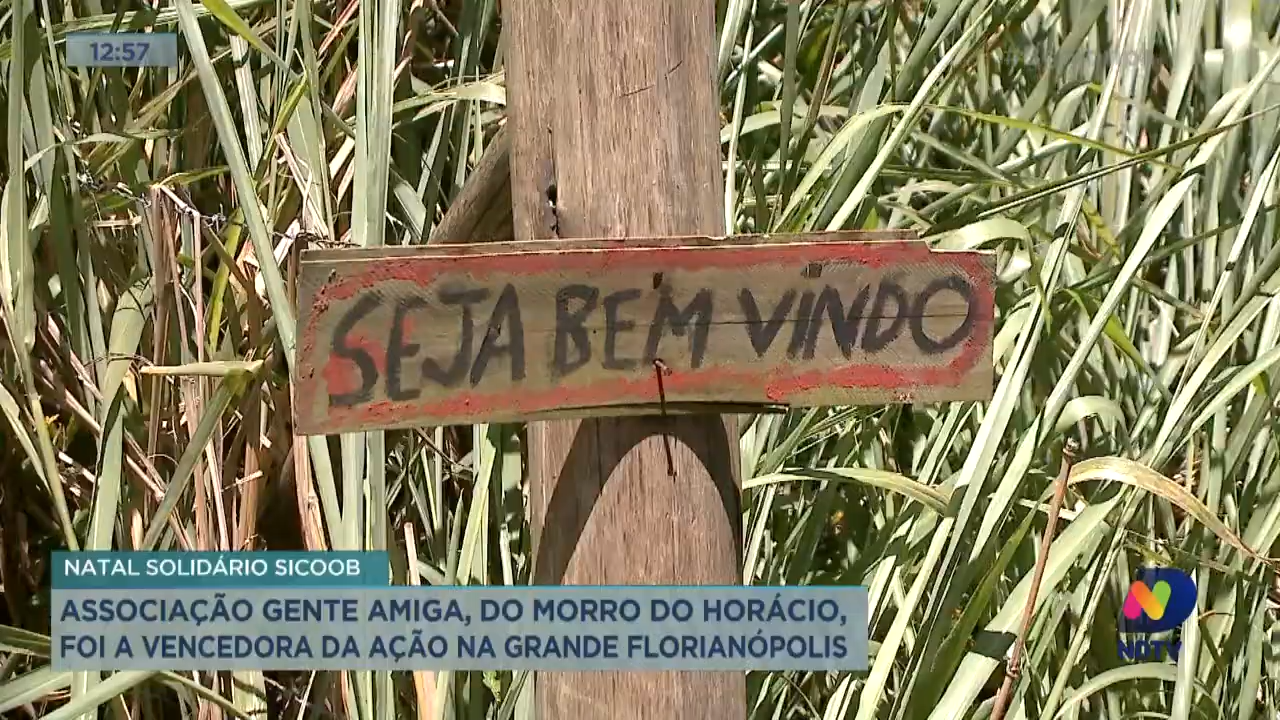 12:57
SEJA BEM VINDO
NATAL SOLIDÁRIO SICOOB
ASSOCIAÇÃO GENTE AMIGA, DO MORRO DO HORÁCIO,
FOI A VENCEDORA DA AÇÃO NA GRANDE FLORIANÓPOLIS
NDTV